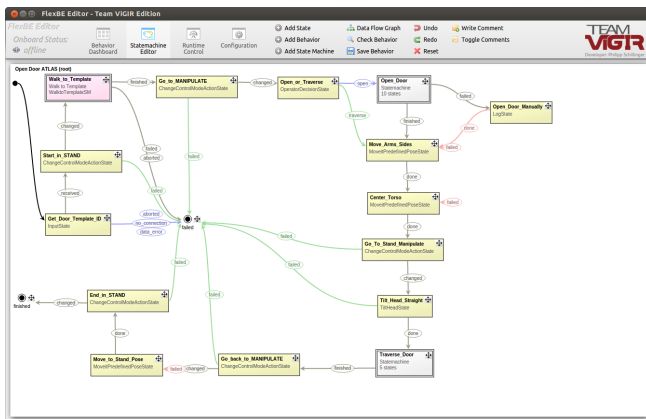 FlexBE Editor - Team ViGIR Edition
FlexBE Editor
Onboard Status:
offline
Behavior
Dashboard
Statemachine
Editor
Runtime
Control
Configuration
Add State
Add Behavior
Add State Machine
Data Flow Graph
Check Behavior
Save Behavior
Undo
Redo
Reset
Write Comment
Toggle Comments
TEAM
ViGIR
Developer: Philipp Schillinger
Open Door ATLAS (root)
Walk_to_Template
Walk to Template
WalktoTemplateSM
finished
Go_to_MANIPULATE
ChangeControlModeActionState
changed
Open_or_Traverse
OperatorDecisionState
open
Open_Door
Statemachine
10 states
failed
Open_Door_Manually
LogState
traverse
finished
done
changed
failed
aborted
failed
Move_Arms_Sides
MoveitPredefinedPoseState
failed
Start_in_STAND
ChangeControlModeActionState
done
received
failed
Center_Torso
MoveitPredefinedPoseState
failed
Get_Door_Template_ID
InputState
aborted
no_connection
data_error
failed
done
failed
Go_To_Stand_Manipulate
ChangeControlModeActionState
failed
failed
changed
End_in_STAND
ChangeControlModeActionState
changed
finished
failed
Tilt_Head_Straight
TiltHeadState
done
done
Move_to_Stand_Pose
MoveitPredefinedPoseState
failed
changed
Go_back_to_MANIPULATE
ChangeControlModeActionState
finished
Traverse_Door
Statemachine
5 states